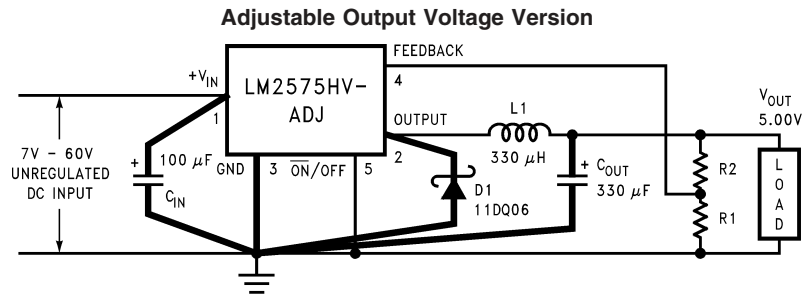 Adjustable Output Voltage Version
FEEDBACK
+VIN
LM2575HV-
ADJ
4
1
OUTPUT
L1
VOUT
5.00V
7V – 60V
UNREGULATED
DC INPUT
+
100 μF
CIN
GND
3
ON/OFF
5
2
330 μH
+
COUT
330 μF
D1
11DQ06
R2
R1
LOAD